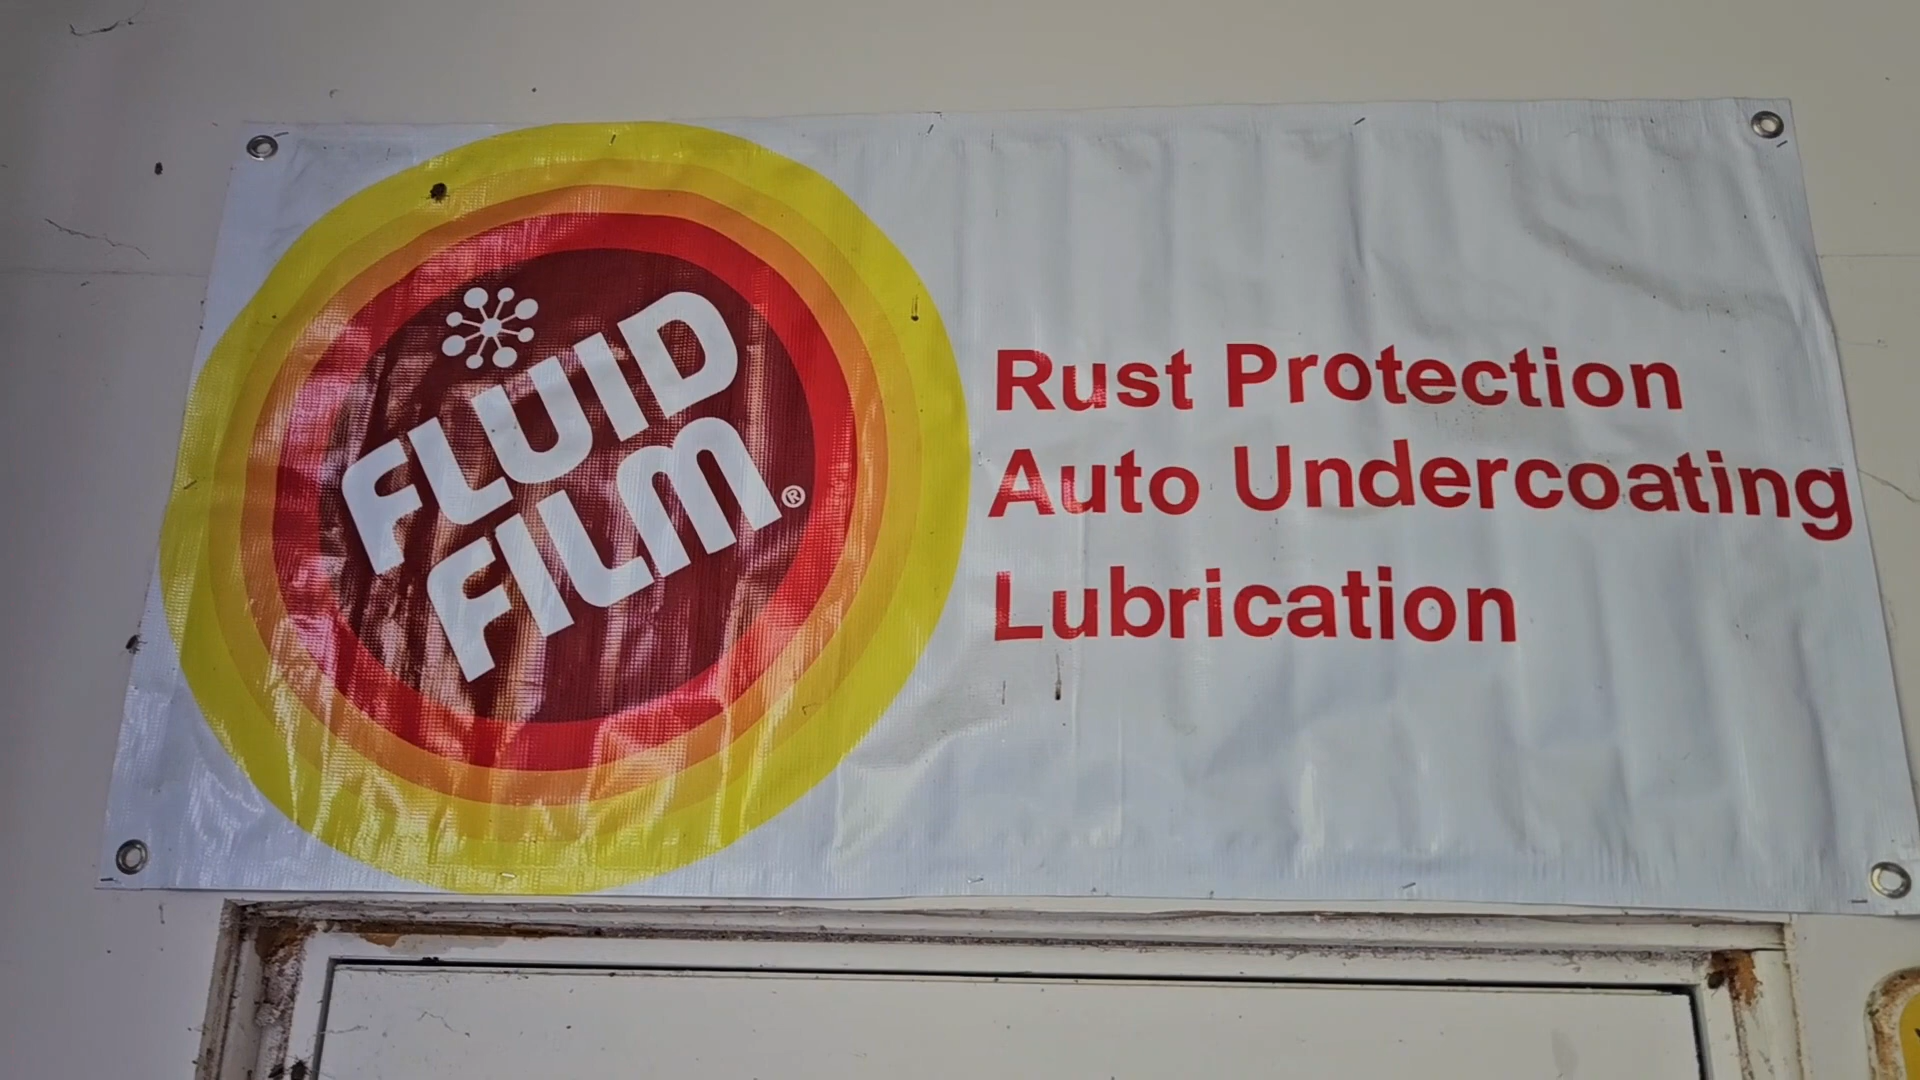 FLUID
FILM®
Rust Protection
Auto Undercoating
Lubrication